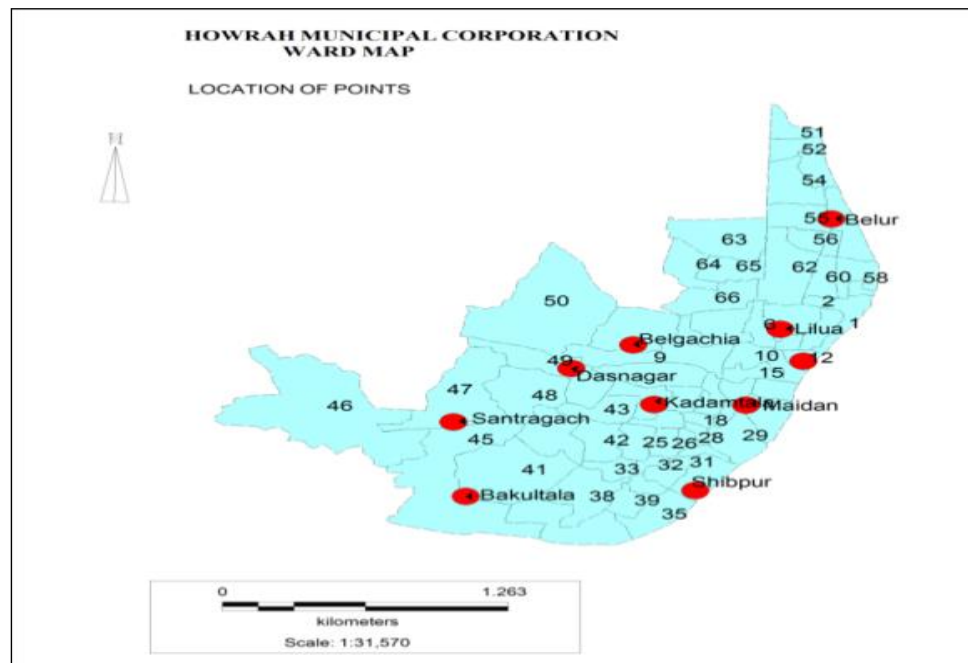 HOWRAH MUNICIPAL CORPORATION
WARD MAP
LOCATION OF POINTS
N
51
52
54
55 Belur
56
63
64 65 62 60 58
50 66 2
6 Lilua 1
Belgachia
49 9 10 12
Dasnagar 15
47 48
46 43 Kadamtala Maidan
Santragach 18
45 42 25 26 28 29
41 33 32 31
Shibpur
Bakultala 38 39
35
0 1.263
kilometers
Scale: 1:31,570